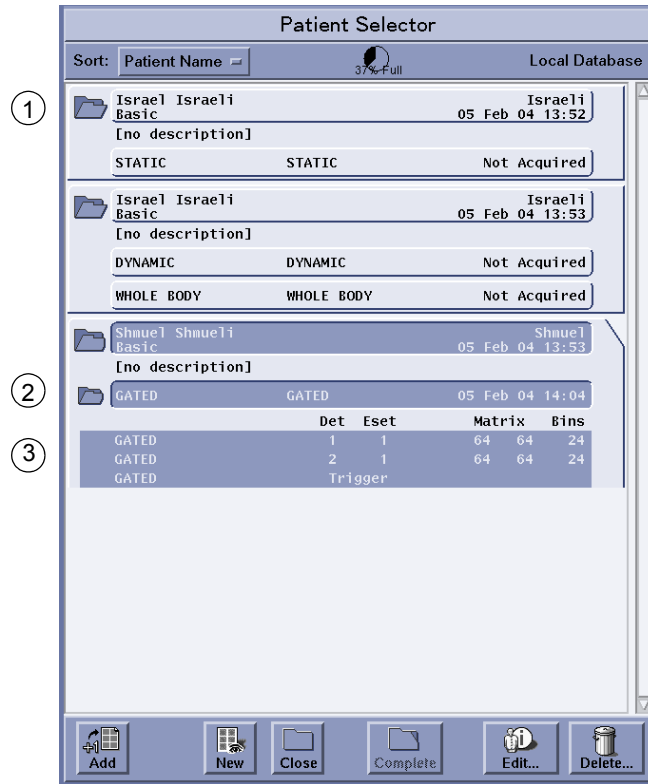 Patient Selector
Sort: Patient Name 37% Full Local Database
1
Israel Israeli Israeli
Basic 05 Feb 04 13:52
[no description]
STATIC STATIC Not Acquired
Israel Israeli Israeli
Basic 05 Feb 04 13:53
[no description]
DYNAMIC DYNAMIC Not Acquired
WHOLE BODY WHOLE BODY Not Acquired
Shmuel Shmueli Shmuel
Basic 05 Feb 04 13:53
[no description]
2
GATED GATED 05 Feb 04 14:04
Det Eset Matrix Bins
3
GATED 1 1 64 64 24
GATED 2 1 64 64 24
GATED Trigger
+1
Add New Close Complete Edit... Delete...